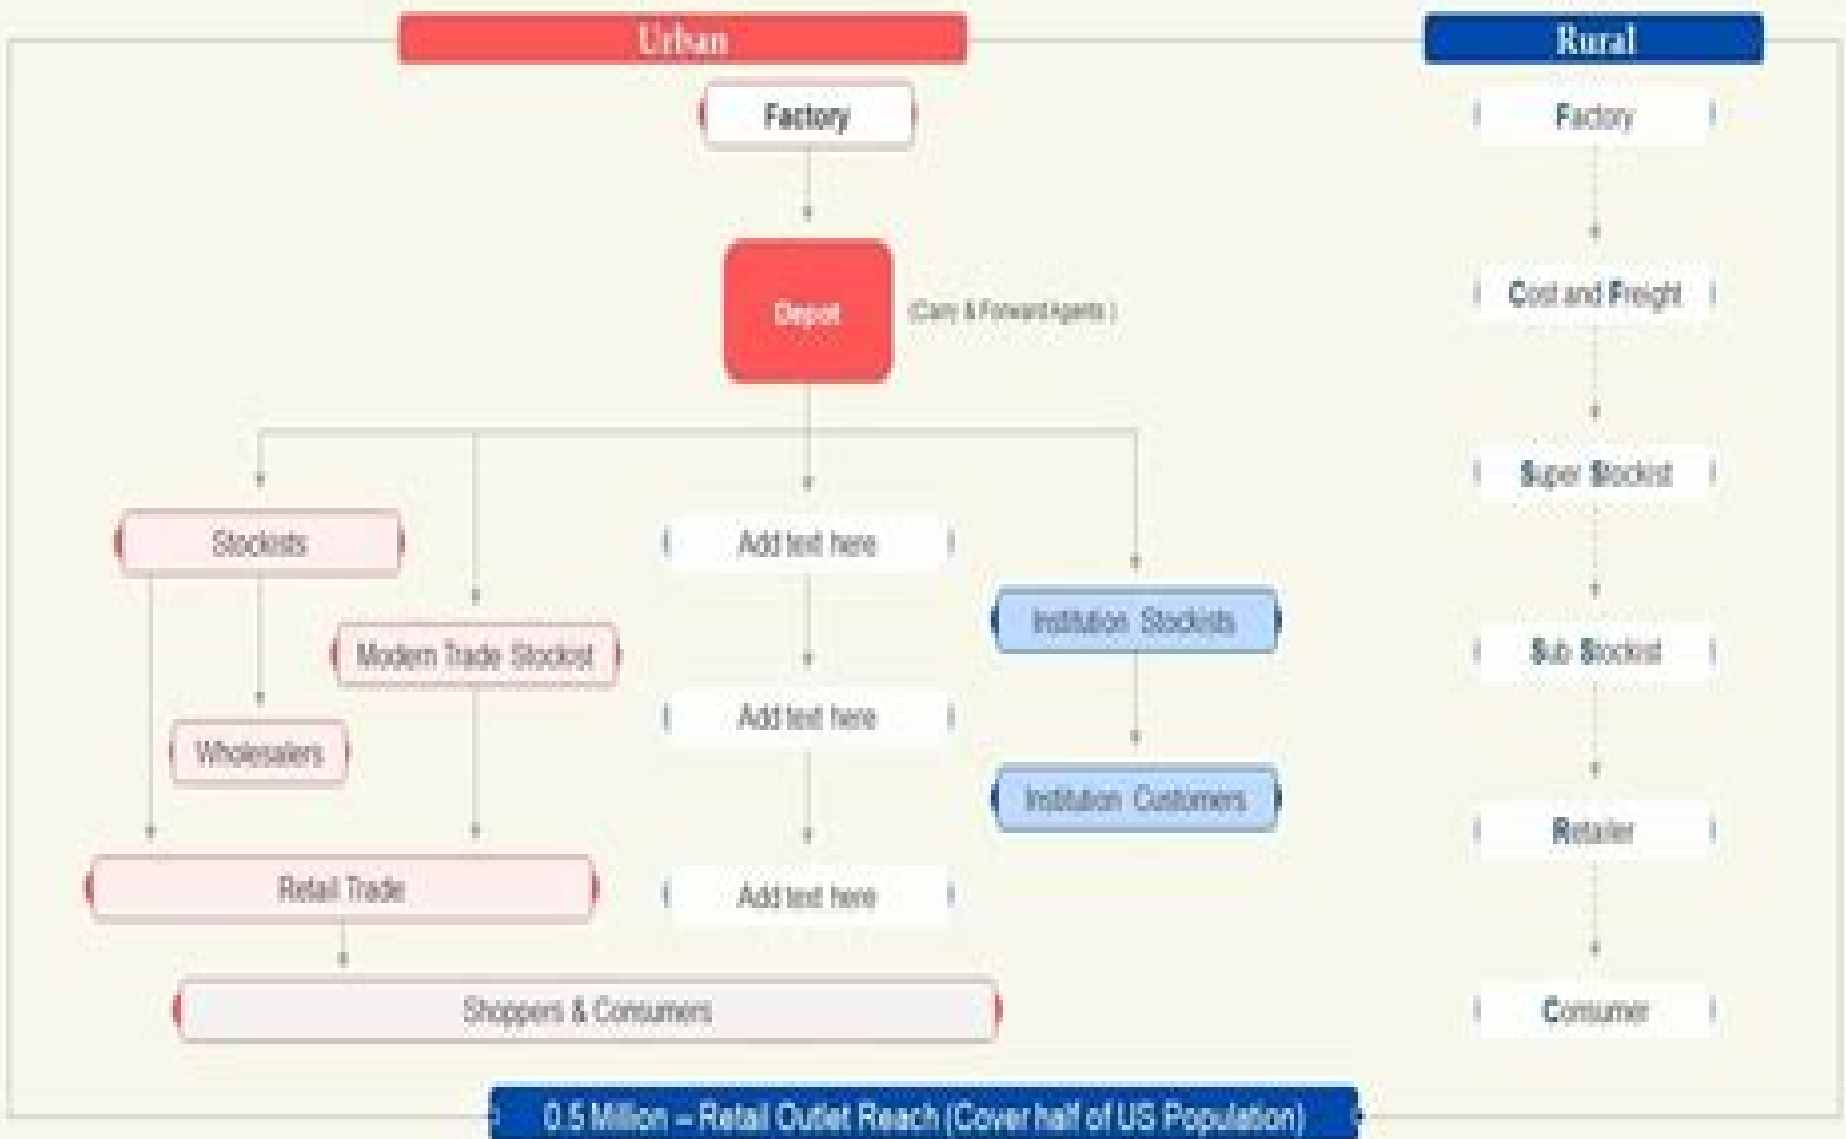 Urban
Factory
Depot
(Carry & Forward Agents )
Stockists
Modern Trade Stockist
Wholesalers
Retail Trade
Shoppers & Consumers
Add text here
Add text here
Add text here
Institution Stockists
Institution Customers
Rural
Factory
Cost and Freight
Super Stockist
Sub Stockist
Retailer
Consumer
0.5 Million – Retail Outlet Reach (Cover half of US Population)